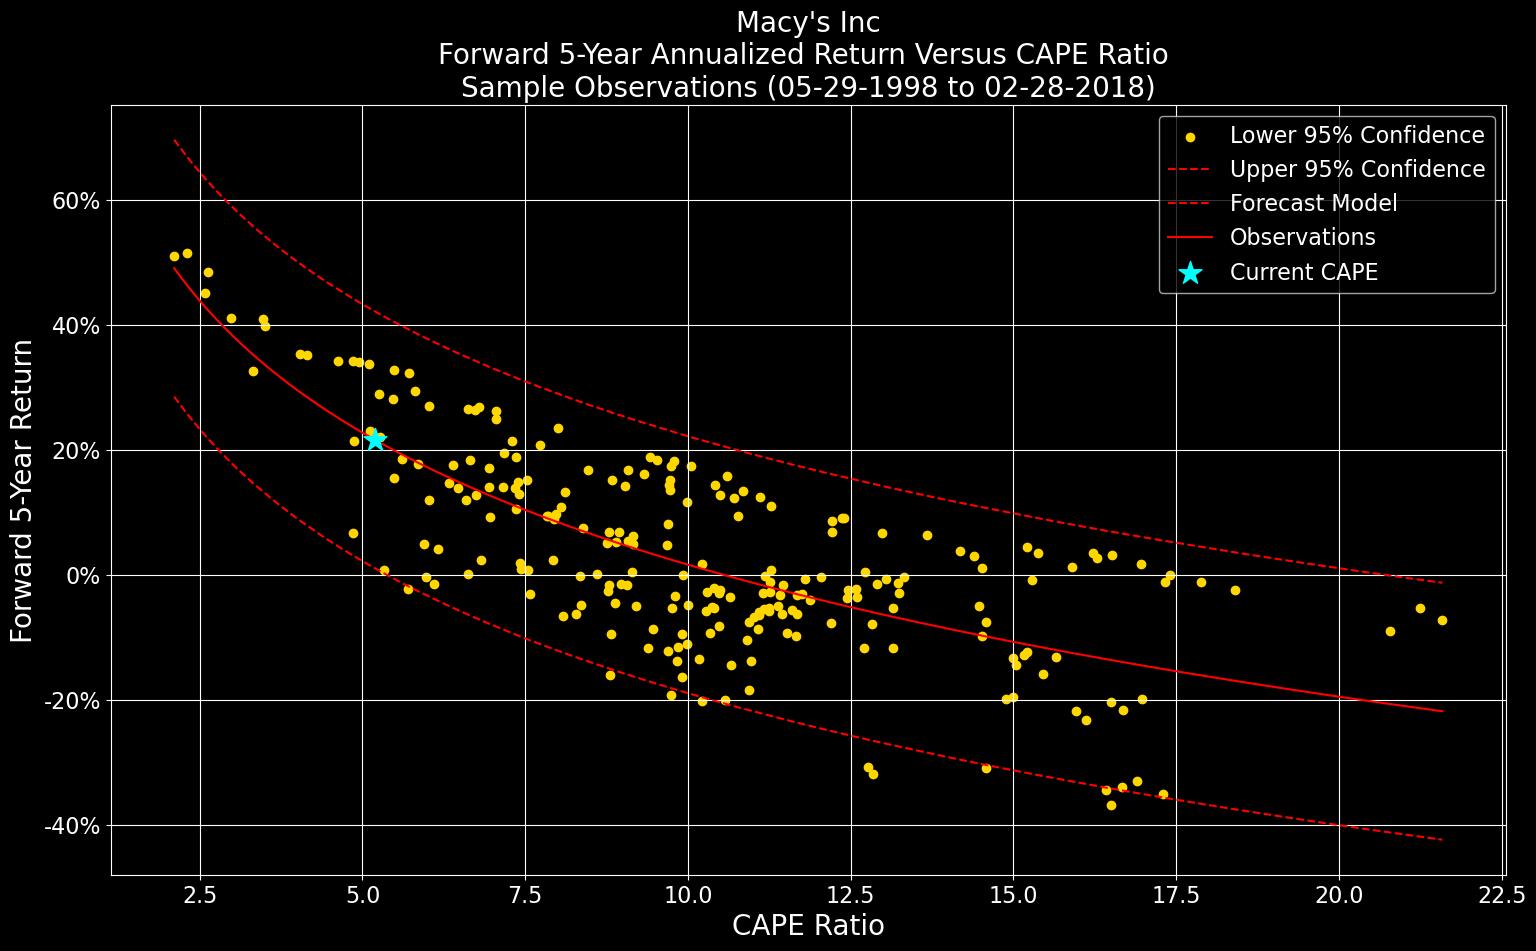 Macy's Inc
Forward 5-Year Annualized Return Versus CAPE Ratio
Sample Observations (05-29-1998 to 02-28-2018)
Lower 95% Confidence
Upper 95% Confidence
Forecast Model
Observations
Current CAPE
Forward 5-Year Return
60%
40%
20%
0%
-20%
-40%
2.5 5.0 7.5 10.0 12.5 15.0 17.5 20.0 22.5
CAPE Ratio